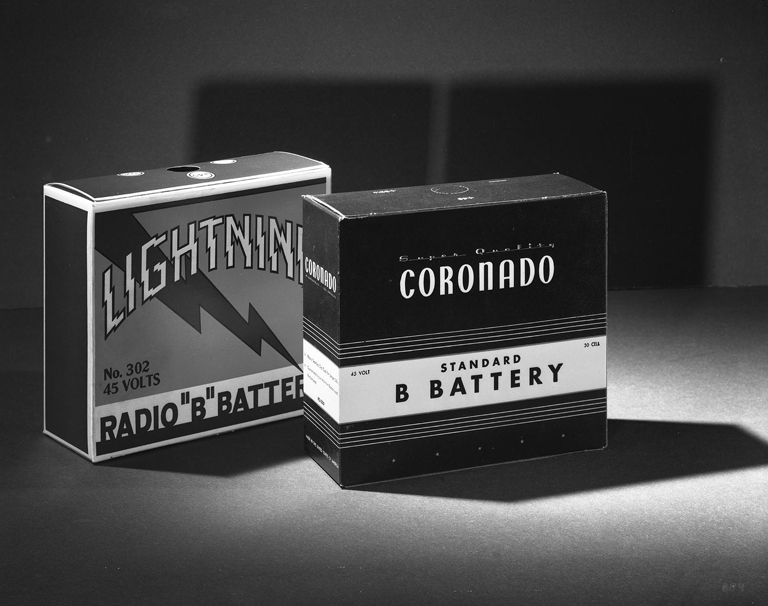 LIGHTNIN
No. 302
45 VOLTS
RADIO "B" BATTER
CORONADO
Super Quality
CORONADO
45 VOLT
30 CELL
STANDARD
B BATTERY